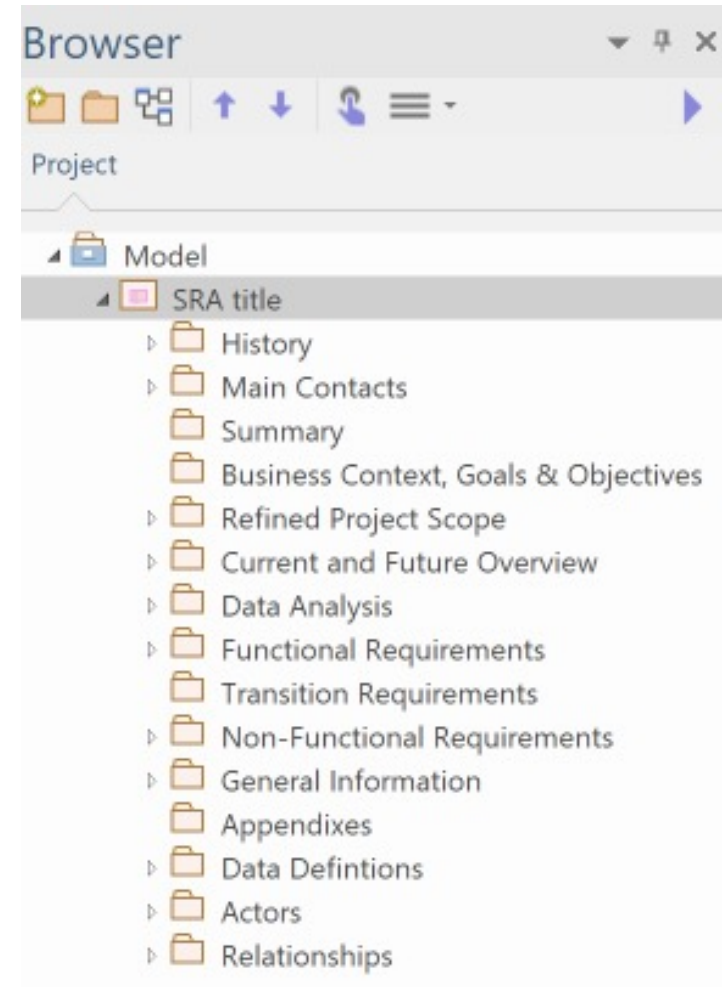 Browser
Project
Model
SRA title
History
Main Contacts
Summary
Business Context, Goals & Objectives
Refined Project Scope
Current and Future Overview
Data Analysis
Functional Requirements
Transition Requirements
Non-Functional Requirements
General Information
Appendixes
Data Defintions
Actors
Relationships